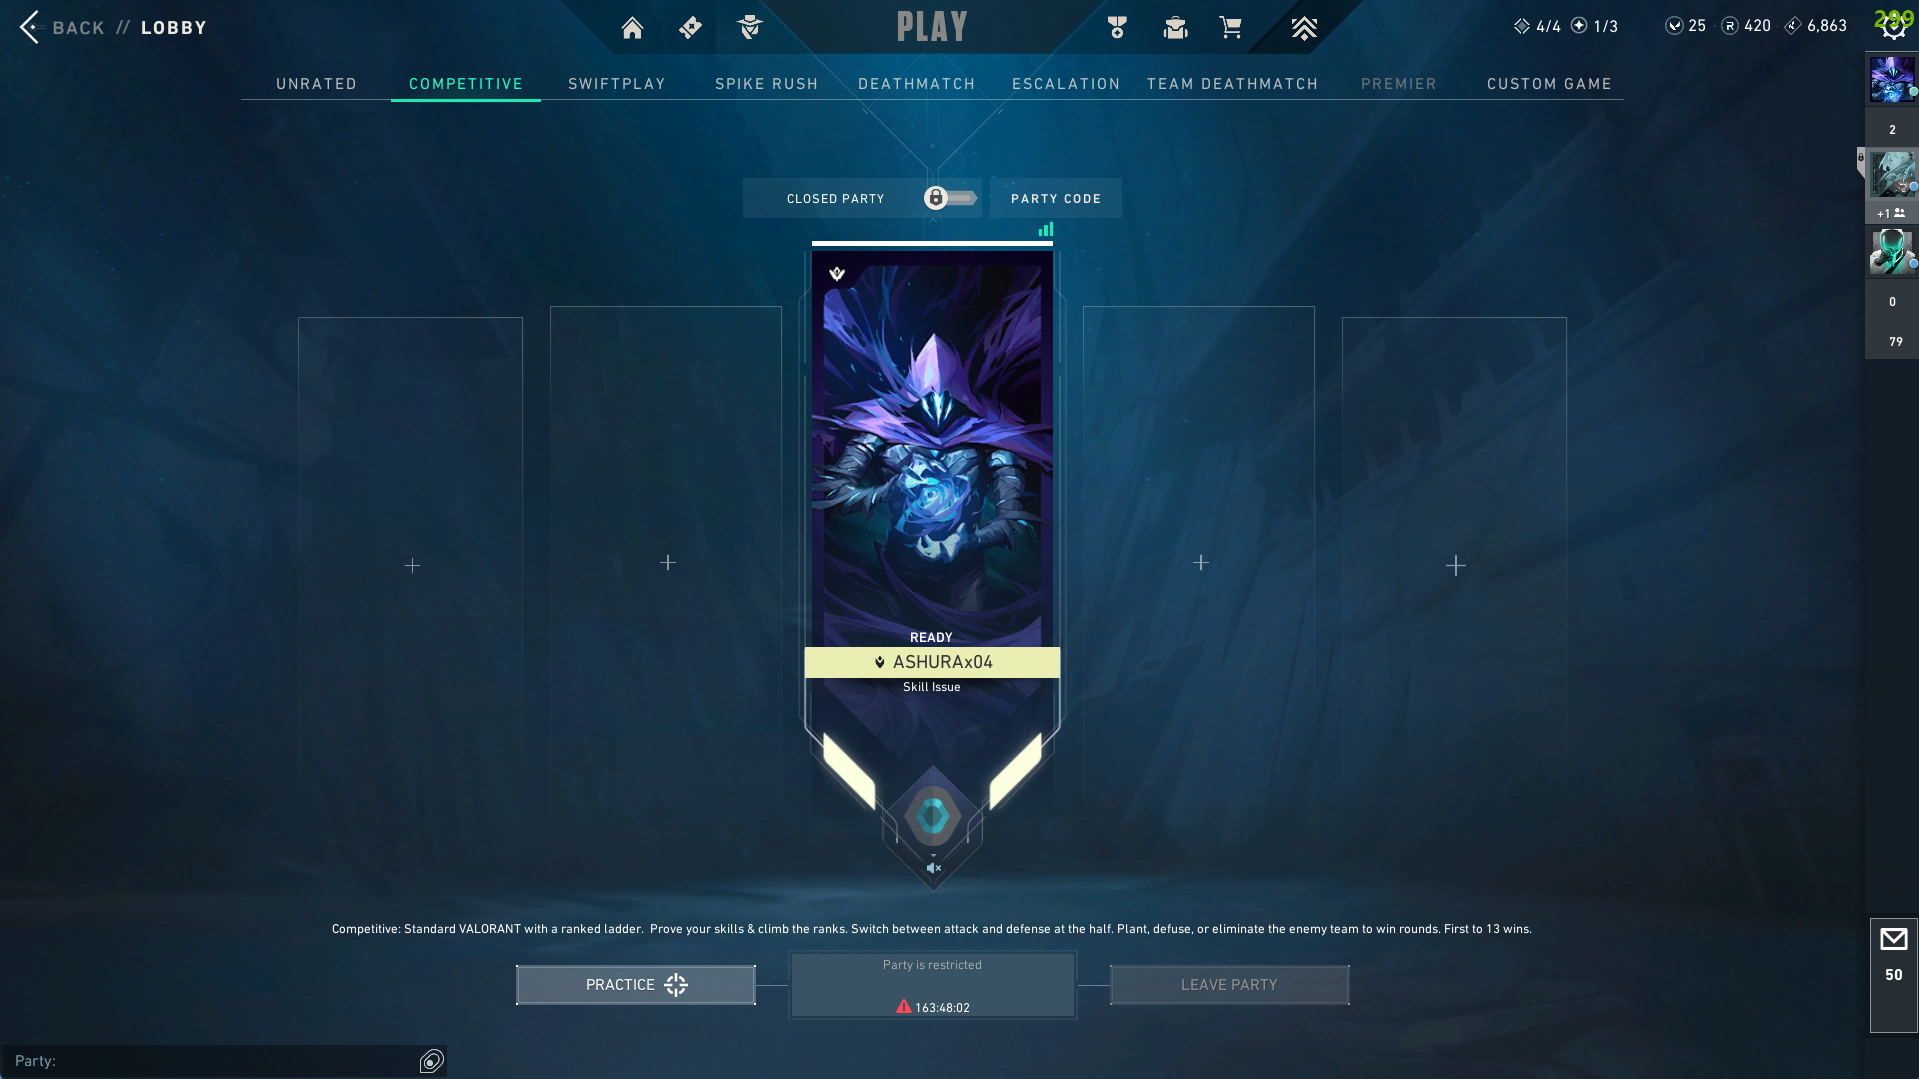 BACK // LOBBY
PLAY
4/4 1/3 25 420 6,863
299
UNRATED COMPETITIVE SWIFTPLAY SPIKE RUSH DEATHMATCH ESCALATION TEAM DEATHMATCH PREMIER CUSTOM GAME
2
CLOSED PARTY PARTY CODE
+1
0
79
READY
ASHURAx04
Skill Issue
Competitive: Standard VALORANT with a ranked ladder. Prove your skills & climb the ranks. Switch between attack and defense at the half. Plant, defuse, or eliminate the enemy team to win rounds. First to 13 wins.
Party is restricted
PRACTICE LEAVE PARTY
163:48:02
50
Party: